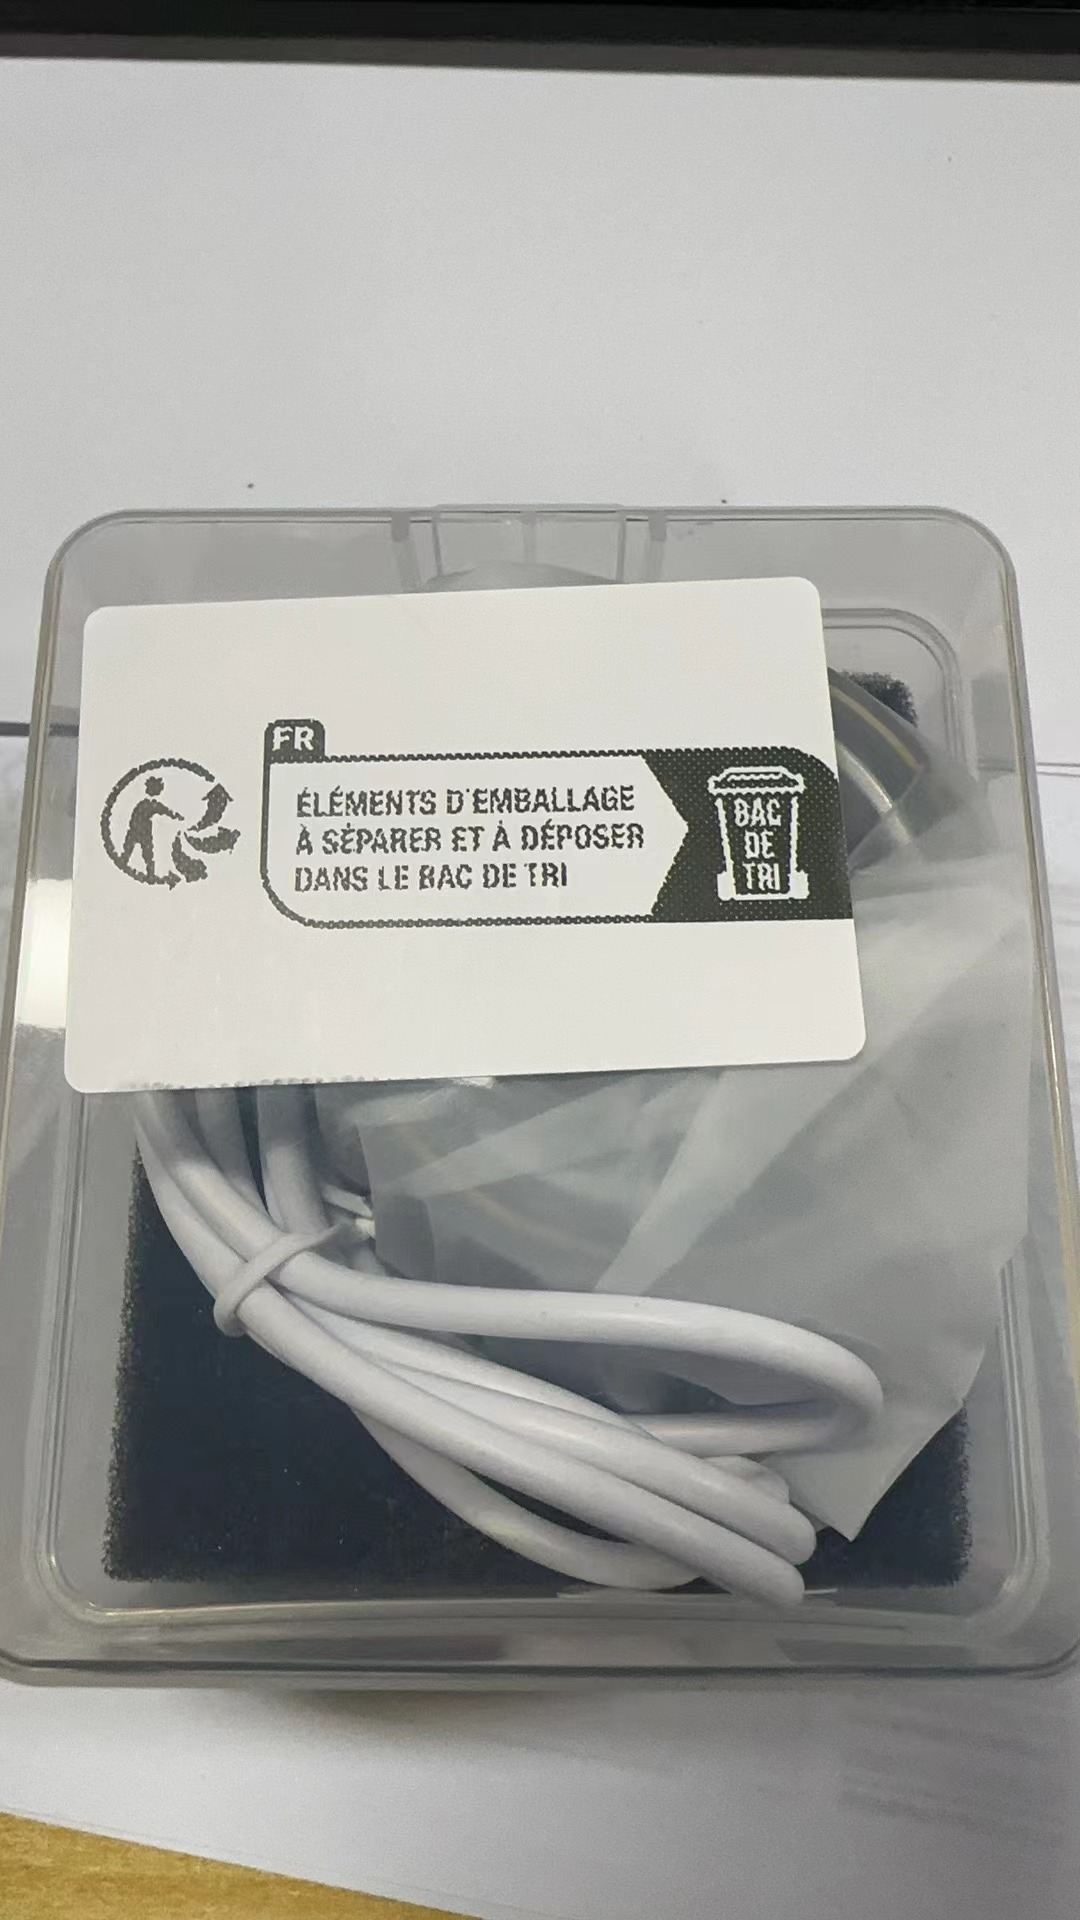 FR
ÉLÉMENTS D'EMBALLAGE
À SÉPARER ET À DÉPOSER
DANS LE BAC DE TRI
BAC
DE
TRI